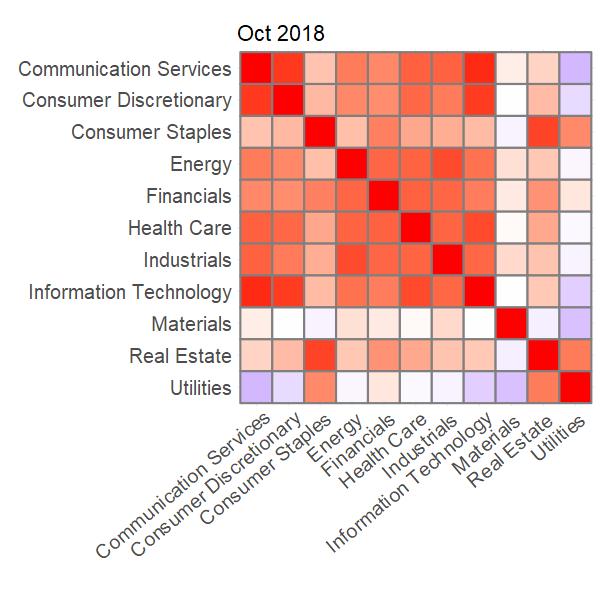 Oct 2018
Communication Services
Consumer Discretionary
Consumer Staples
Energy
Financials
Health Care
Industrials
Information Technology
Materials
Real Estate
Utilities
Communication Services
Consumer Discretionary
Consumer Staples
Energy
Financials
Health Care
Industrials
Information Technology
Materials
Real Estate
Utilities